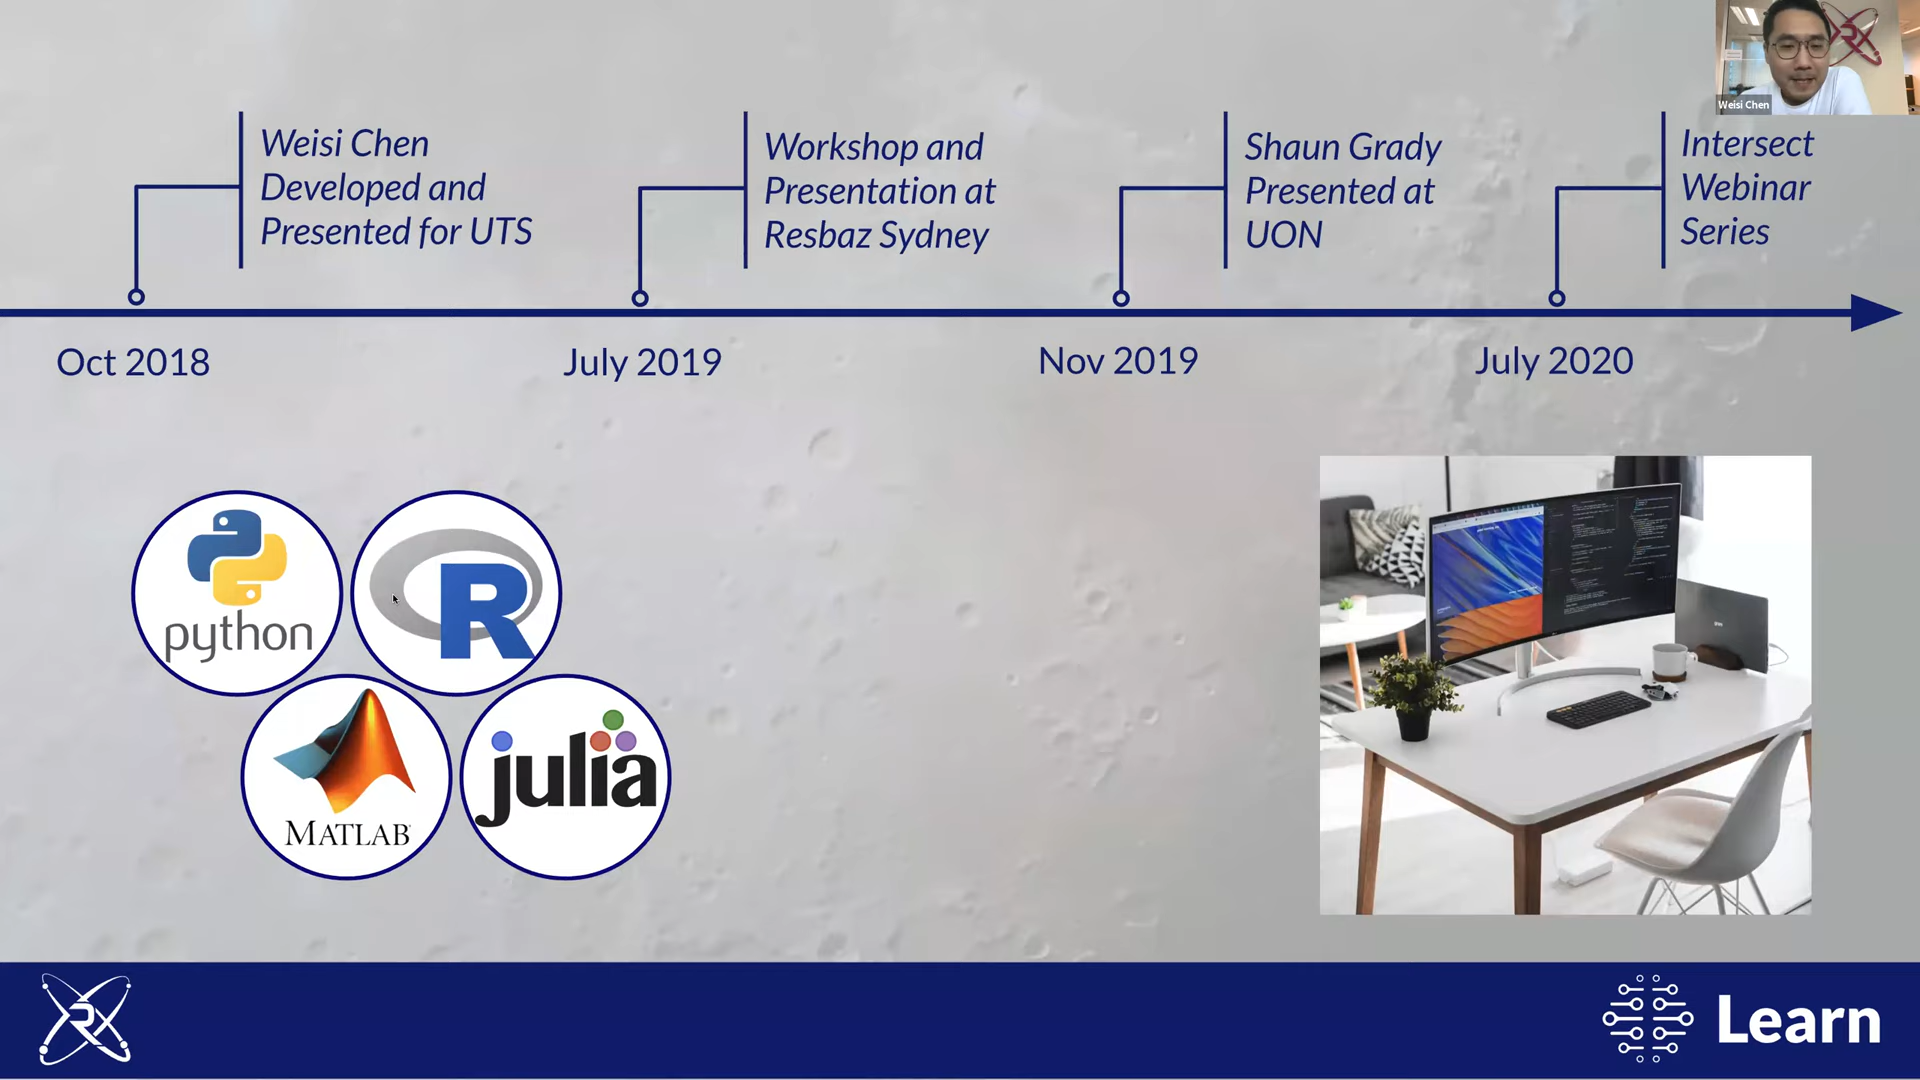 Weisi Chen
Weisi Chen
Developed and
Presented for UTS
Workshop and
Presentation at
Resbaz Sydney
Shaun Grady
Presented at
UON
Intersect
Webinar
Series
Oct 2018
July 2019
Nov 2019
July 2020
python
R
MATLAB
julia
Learn